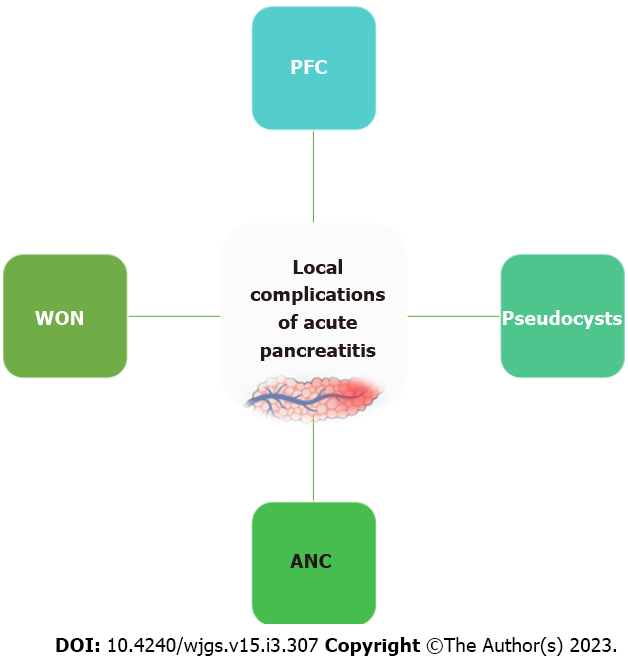 PFC
Local
complications
of acute
pancreatitis
WON
Pseudocysts
ANC
DOI: 10.4240/wjgs.v15.i3.307 Copyright ©The Author(s) 2023.